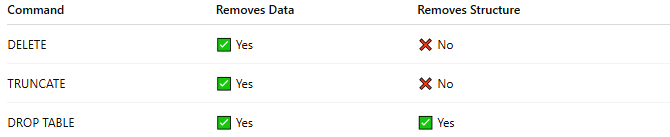 Command Removes Data Removes Structure
DELETE ✅ Yes ❌ No
TRUNCATE ✅ Yes ❌ No
DROP TABLE ✅ Yes ✅ Yes